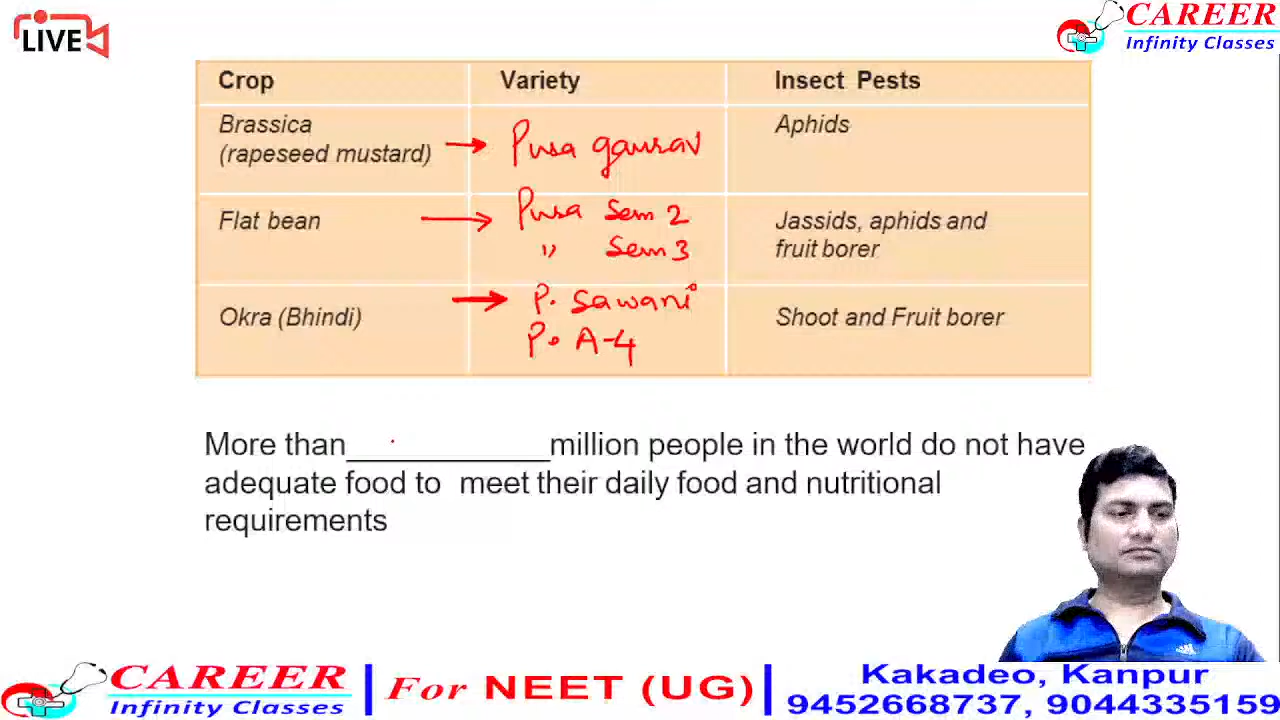 LIVE
CAREER
Infinity Classes
Crop Variety Insect Pests
Brassica
(rapeseed mustard)
Pusa gaurav
Aphids
Flat bean
Pusa Sem 2
" Sem 3
Jassids, aphids and
fruit borer
Okra (Bhindi)
P. Sawani
P. A-4
Shoot and Fruit borer
More than__________million people in the world do not have
adequate food to meet their daily food and nutritional
requirements
CAREER
Infinity Classes
For NEET (UG)
Kakadeo, Kanpur
9452668737, 9044335159